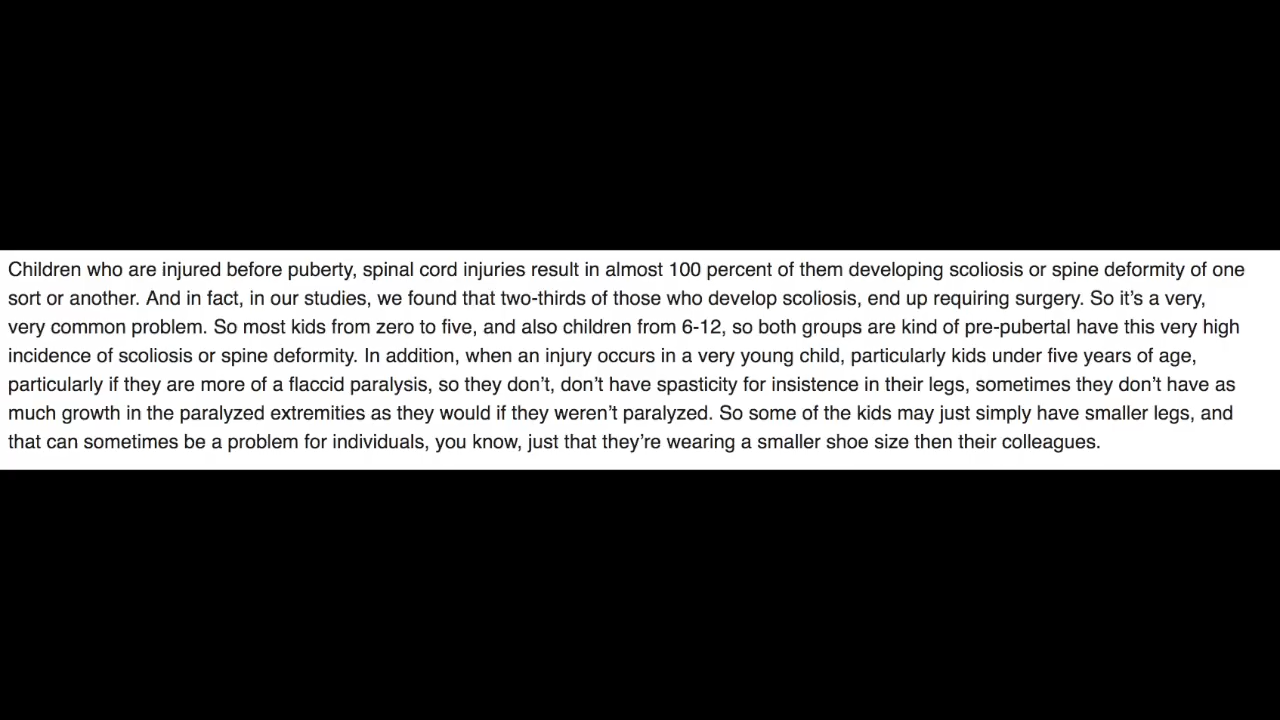 Children who are injured before puberty, spinal cord injuries result in almost 100 percent of them developing scoliosis or spine deformity of one
sort or another. And in fact, in our studies, we found that two-thirds of those who develop scoliosis, end up requiring surgery. So it’s a very,
very common problem. So most kids from zero to five, and also children from 6-12, so both groups are kind of pre-pubertal have this very high
incidence of scoliosis or spine deformity. In addition, when an injury occurs in a very young child, particularly kids under five years of age,
particularly if they are more of a flaccid paralysis, so they don’t, don’t have spasticity for insistence in their legs, sometimes they don’t have as
much growth in the paralyzed extremities as they would if they weren’t paralyzed. So some of the kids may just simply have smaller legs, and
that can sometimes be a problem for individuals, you know, just that they’re wearing a smaller shoe size then their colleagues.